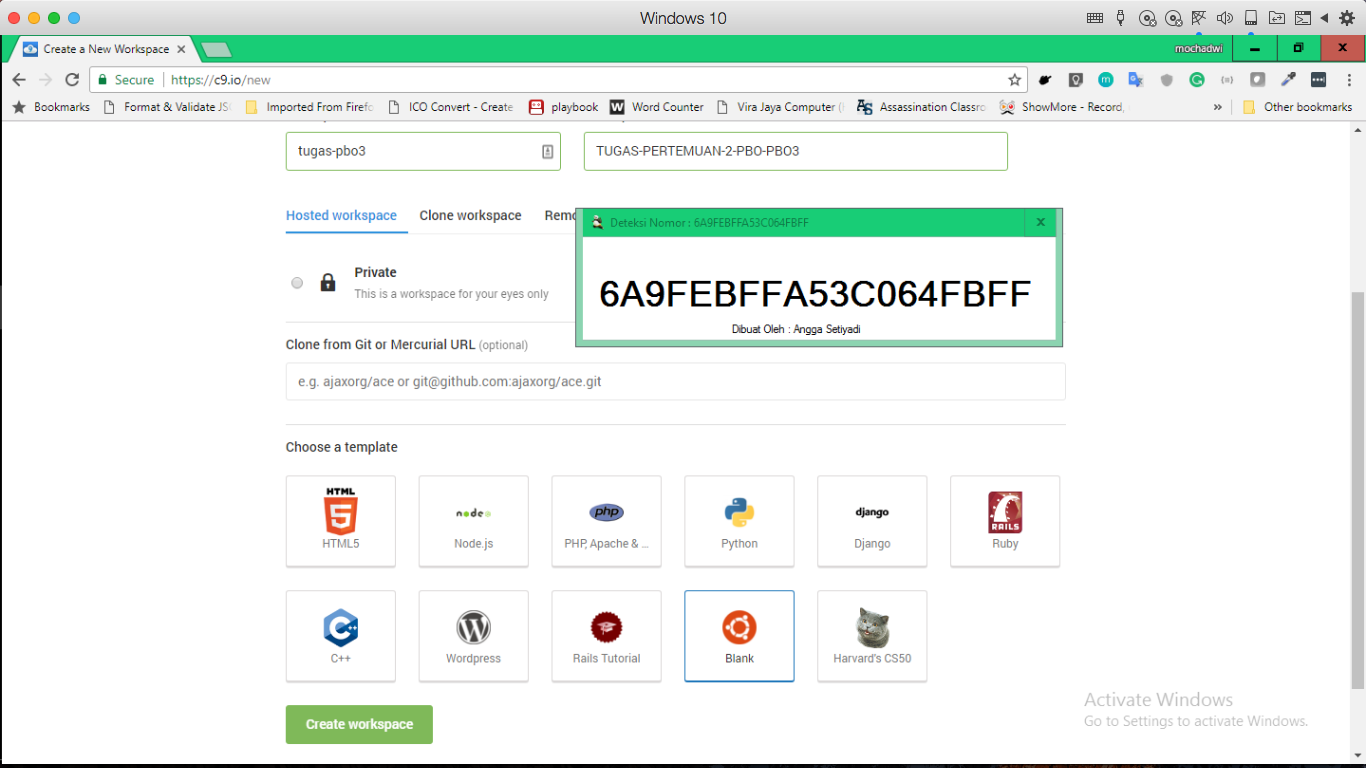 Windows 10
Create a New Workspace
mochadwi
Secure https://c9.io/new
Bookmarks Format & Validate JS Imported From Firefo ICO Convert - Create playbook Word Counter Vira Jaya Computer Assassination Classro ShowMore - Record, » Other bookmarks
tugas-pbo3 TUGAS-PERTEMUAN-2-PBO-PBO3
Hosted workspace Clone workspace Remo
Deteksi Nomor : 6A9FEBFFA53C064FBFF
Private
This is a workspace for your eyes only
6A9FEBFFA53C064FBFF
Dibuat Oleh : Angga Setiyadi
Clone from Git or Mercurial URL (optional)
e.g. ajaxorg/ace or git@github.com:ajaxorg/ace.git
Choose a template
HTML
5
node
php
django
RAILS
HTML5 Node.js PHP, Apache & ... Python Django Ruby
C++ Wordpress Rails Tutorial Blank Harvard's CS50
Create workspace
Activate Windows
Go to Settings to activate Windows.